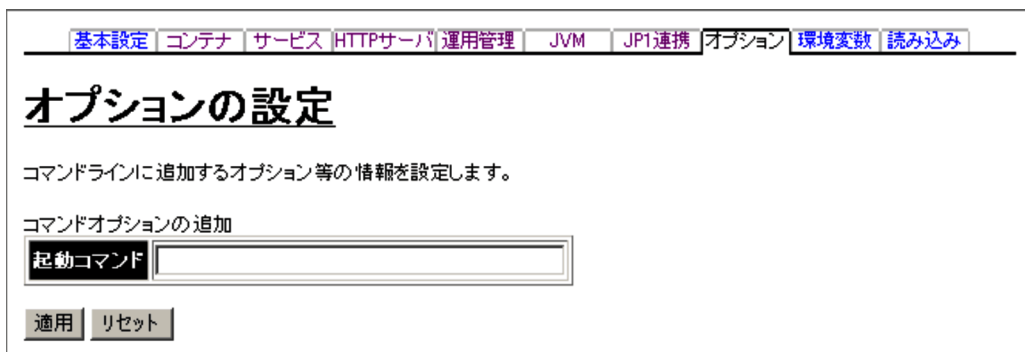 基本設定 コンテナ サービス HTTPサーバ 運用管理 JVM JP1連携 オプション 環境変数 読み込み
オプションの設定
コマンドラインに追加するオプション等の情報を設定します。
コマンドオプションの追加
起動コマンド
適用 リセット